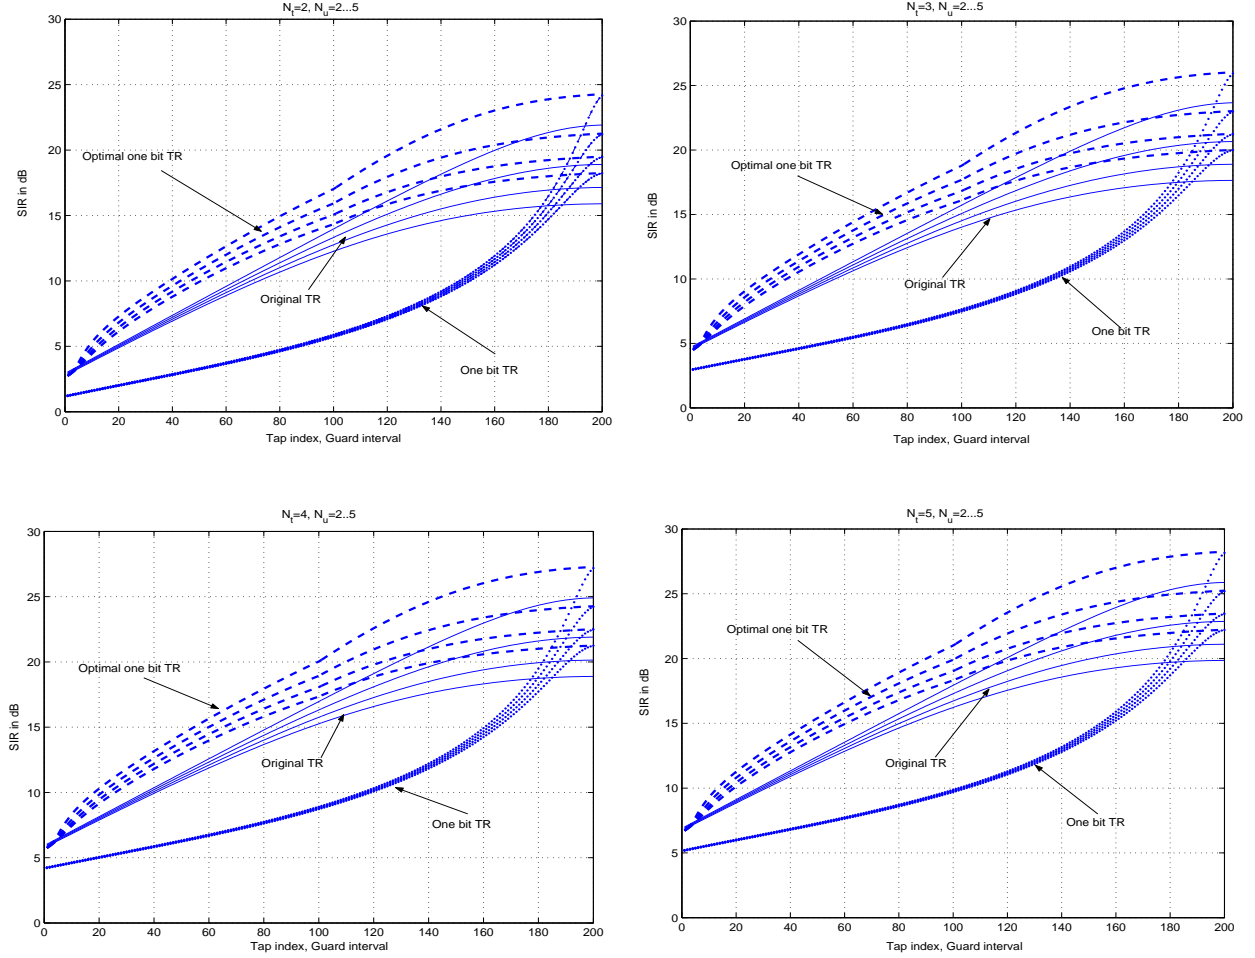 N_t=2, N_u=2...5
30
25
20
15
10
5
0
SIR in dB
Optimal one bit TR
Original TR
One bit TR
0 20 40 60 80 100 120 140 160 180 200
Tap index, Guard interval
N_t=3, N_u=2...5
30
25
20
15
10
5
0
SIR in dB
Optimal one bit TR
Original TR
One bit TR
0 20 40 60 80 100 120 140 160 180 200
Tap index, Guard interval
N_t=4, N_u=2..5
30
25
20
15
10
5
0
SIR in dB
Optimal one bit TR
Original TR
One bit TR
0 20 40 60 80 100 120 140 160 180 200
Tap index, Guard interval
N_t=5, N_u=2...5
30
25
20
15
10
5
0
SIR in dB
Optimal one bit TR
Original TR
One bit TR
0 20 40 60 80 100 120 140 160 180 200
Tap index, Guard interval